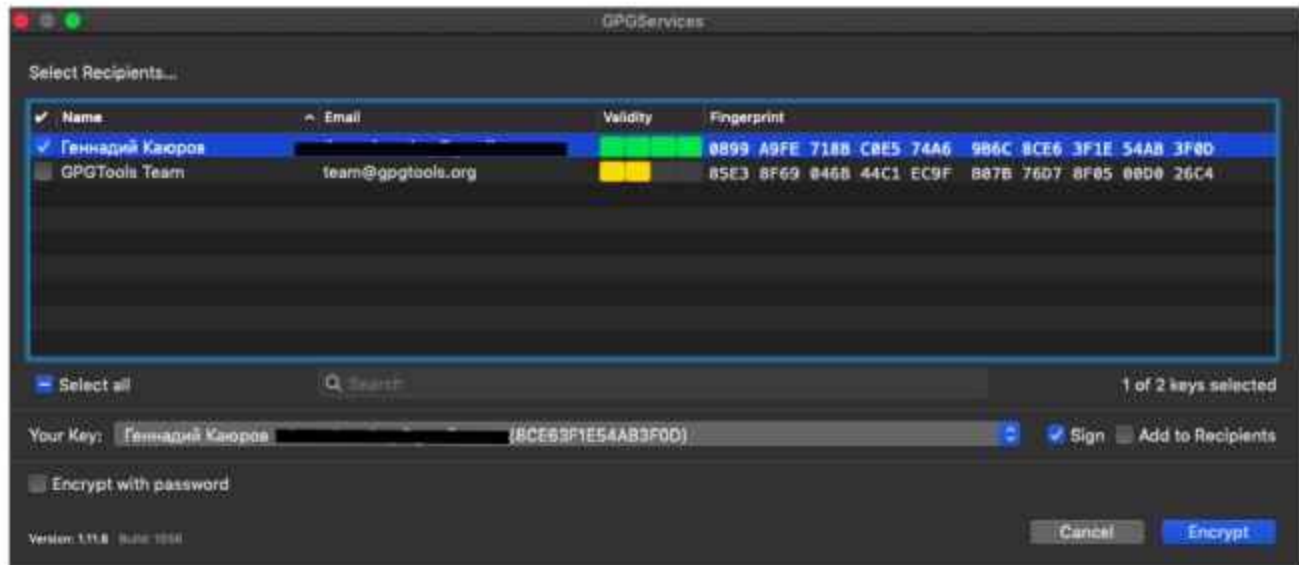 GPGServices
Select Recipients...
✓ Name ^ Email Validity Fingerprint
Геннадий Каюров 0899 A9FE 718B C0E5 74A6 9B6C 8CE6 3F1E 54AB 3F0D
GPGTools Team team@gpgtools.org 85E3 8F69 046B 44C1 EC9F B07B 76D7 8F05 00D0 26C4
Select all Search 1 of 2 keys selected
Your Key: Геннадий Каюров (8CE63F1E54AB3F0D) Sign Add to Recipients
Encrypt with password
Version: 1.11.6 Build: Cancel Encrypt